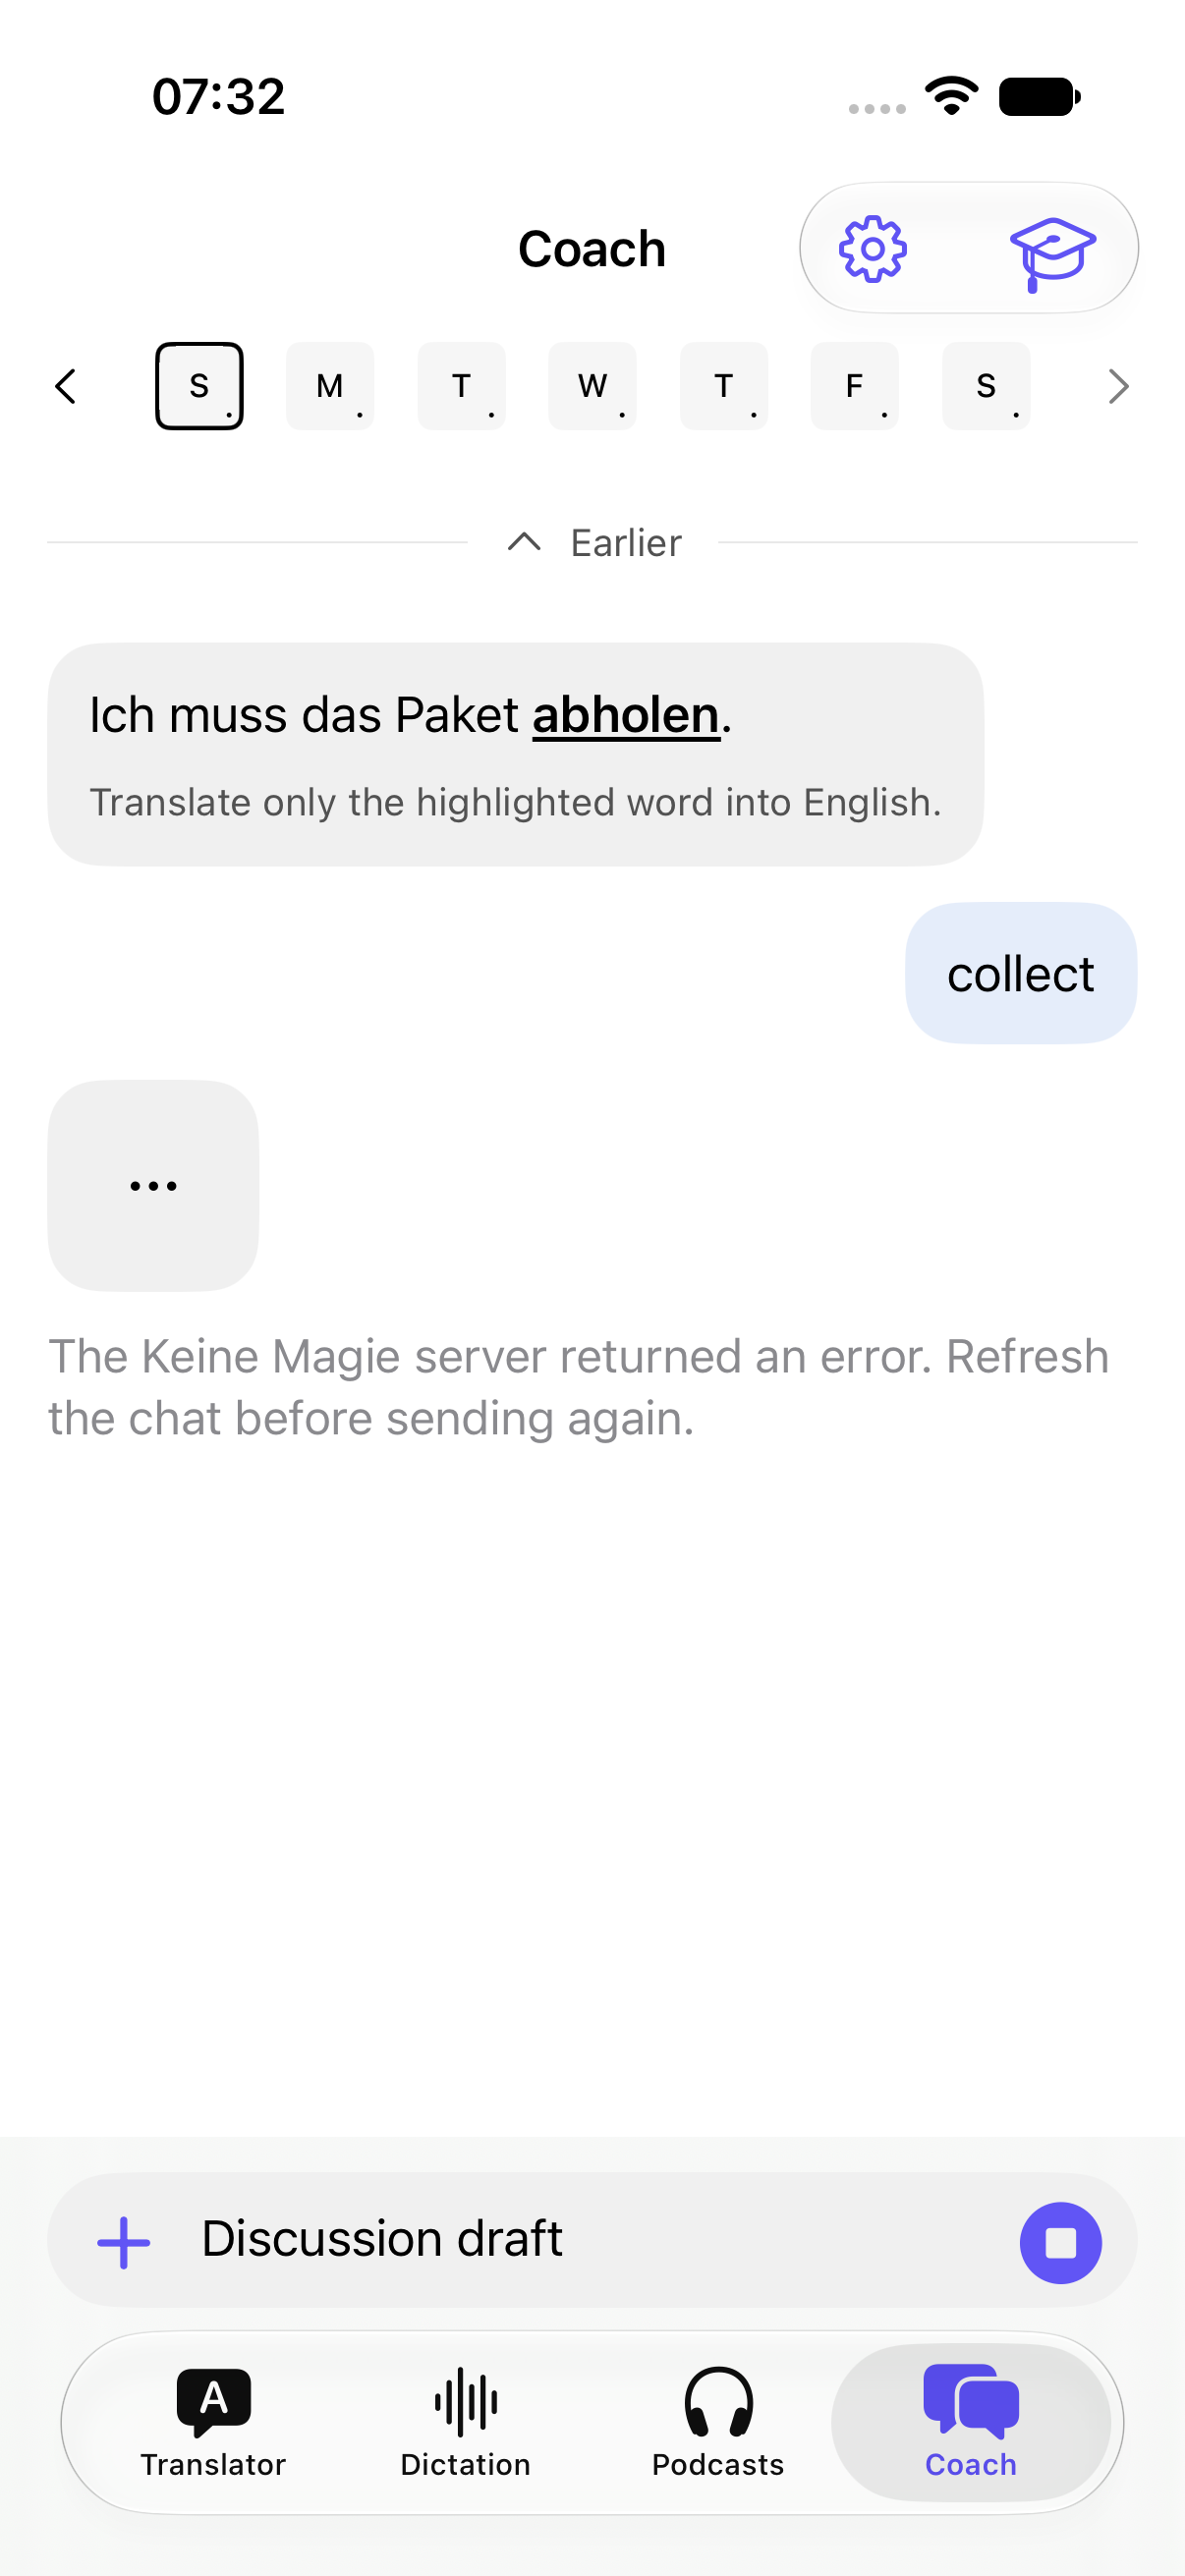 07:32
Coach
S M T W T F S
Earlier
Ich muss das Paket abholen.
Translate only the highlighted word into English.
collect
...
The Keine Magie server returned an error. Refresh
the chat before sending again.
Discussion draft
A
Translator Dictation Podcasts Coach